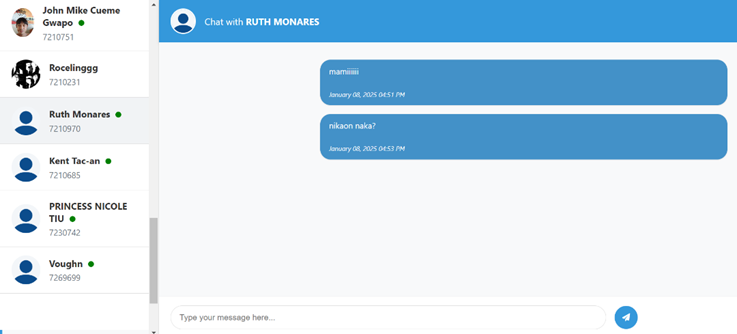 John Mike Cueme
Gwapo
7210751
Rocelinggg
7210231
Ruth Monares
7210970
Kent Tac-an
7210685
PRINCESS NICOLE
TIU
7230742
Voughn
7269699
Chat with RUTH MONARES
mamiiiiii
January 08, 2025 04:51 PM
nikaon naka?
January 08, 2025 04:53 PM
Type your message here...